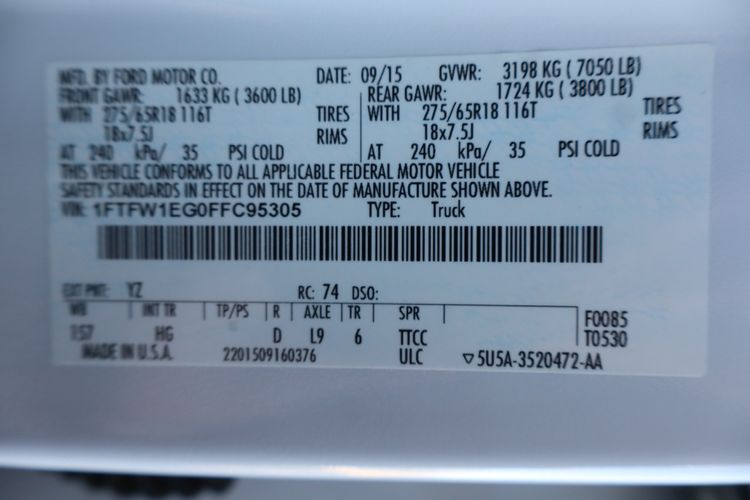 MFD. BY FORD MOTOR CO. DATE: 09/15 GVWR: 3198 KG ( 7050 LB)
FRONT GAWR: 1633 KG ( 3600 LB) REAR GAWR: 1724 KG ( 3800 LB)
WITH 275/65R18 116T TIRES WITH 275/65R18 116T TIRES
18x7.5J RIMS 18x7.5J RIMS
AT 240 kPa/ 35 PSI COLD AT 240 kPa/ 35 PSI COLD
THIS VEHICLE CONFORMS TO ALL APPLICABLE FEDERAL MOTOR VEHICLE
SAFETY STANDARDS IN EFFECT ON THE DATE OF MANUFACTURE SHOWN ABOVE.
VIN: 1FTFW1EG0FFC95305 TYPE: Truck
EXT PNT: YZ RC: 74 DSO:
WB INT TR TP/PS R AXLE TR SPR F0085
157 HG D L9 6 TTCC T0530
MADE IN U.S.A. 2201509160376 ULC ▽5U5A-3520472-AA